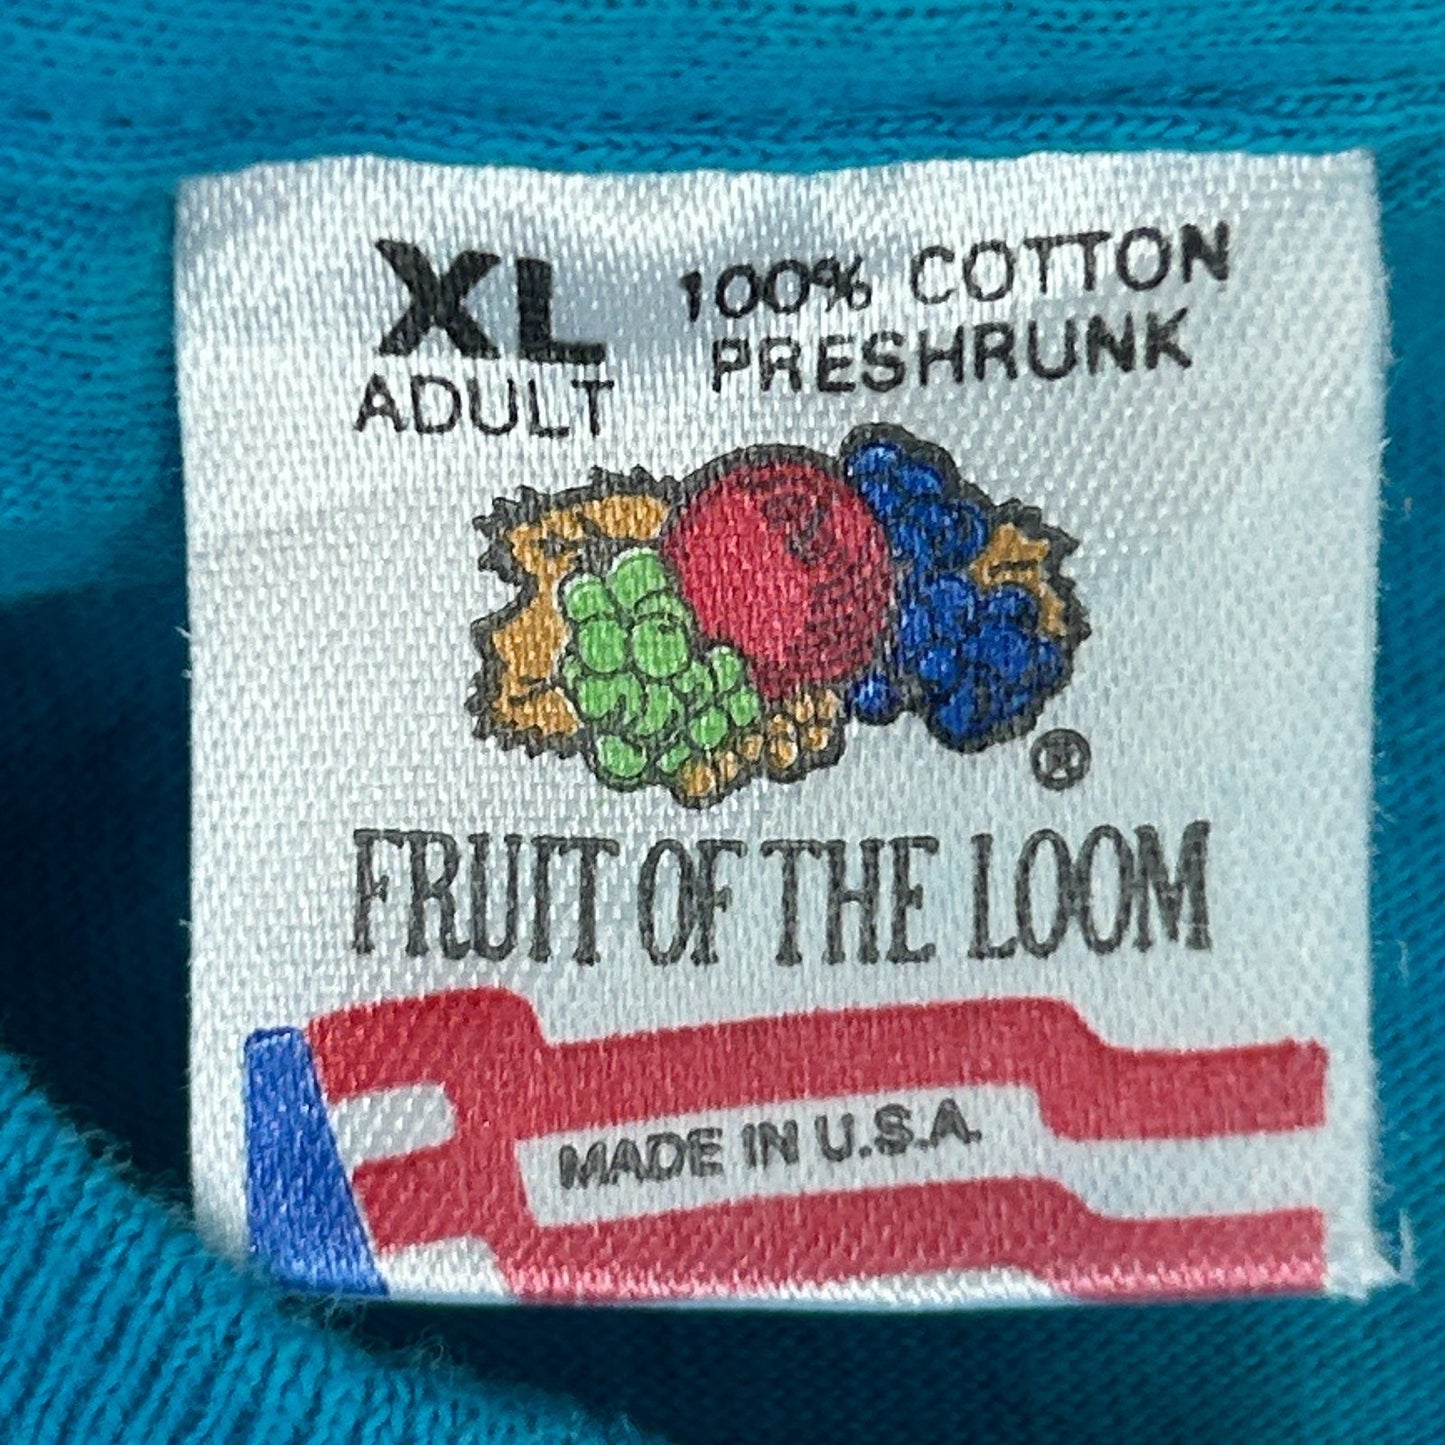 XL
ADULT
100% COTTON
PRESHRUNK
®
FRUIT OF THE LOOM
MADE IN U.S.A.